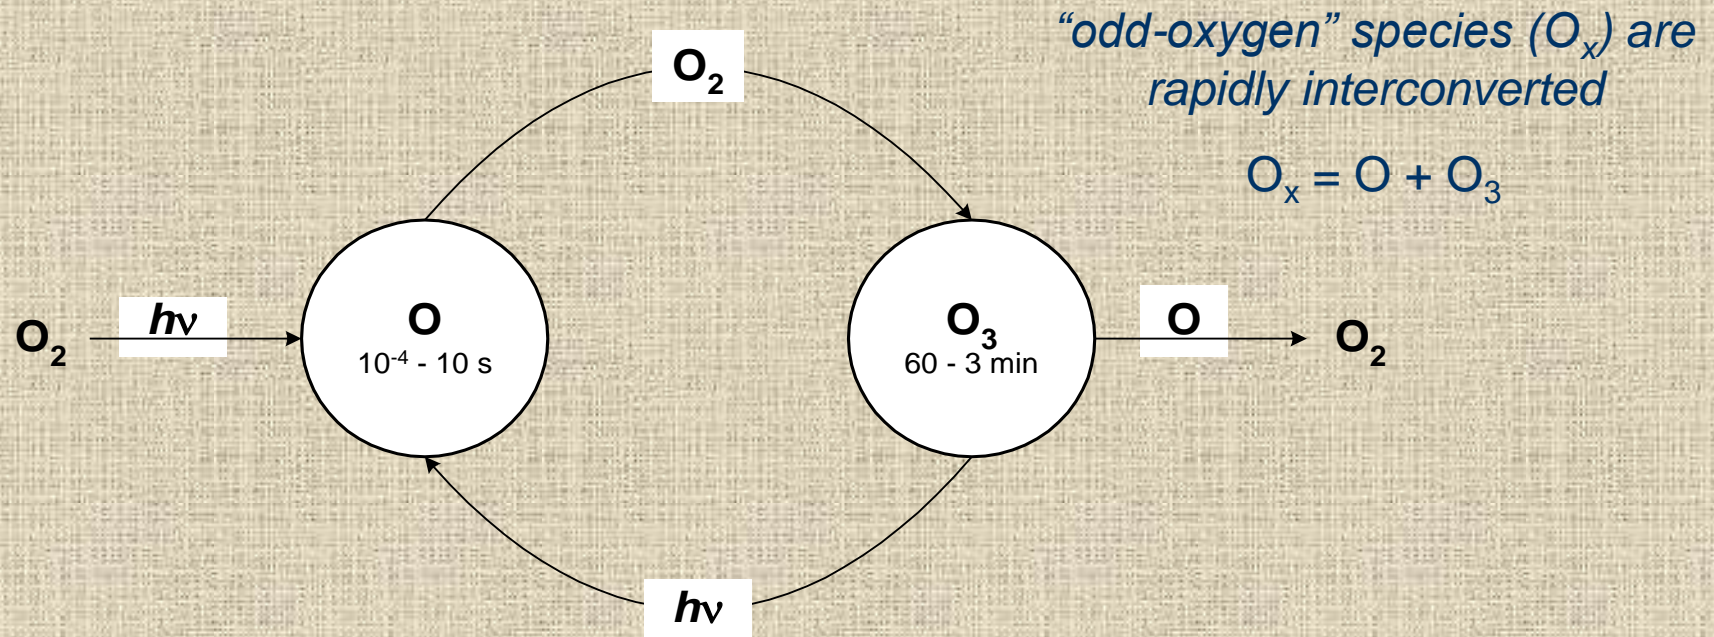 “odd-oxygen” species (Oₓ) are
rapidly interconverted
Oₓ = O + O₃
O₂
O₂
hν
O
10⁻⁴ - 10 s
O₃
60 - 3 min
O
O₂
hν